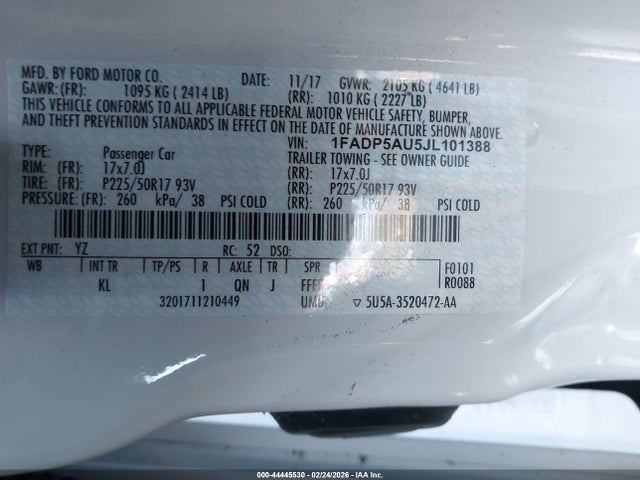 MFD. BY FORD MOTOR CO. DATE: 11/17 GVWR: 2105 KG ( 4641 LB)
GAWR: (FR): 1095 KG ( 2414 LB) (RR): 1010 KG ( 2227 LB)
THIS VEHICLE CONFORMS TO ALL APPLICABLE FEDERAL MOTOR VEHICLE SAFETY, BUMPER,
AND THEFT PREVENTION STANDARDS IN EFFECT ON THE DATE OF MANUFACTURE SHOWN ABOVE.
VIN: 1FADP5AU5JL101388
TYPE: Passenger Car TRAILER TOWING - SEE OWNER GUIDE
RIM: (FR): 17x7.0J (RR): 17x7.0J
TIRE: (FR): P225/50R17 93V (RR): P225/50R17 93V
PRESSURE: (FR): 260 kPa/ 38 PSI COLD (RR): 260 kPa/ 38 PSI COLD
EXT PNT: YZ RC: 52 DSO:
WB INT TR TP/PS R AXLE TR SPR F0101
KL 1 QN J FFFF R0088
3201711210449 UMD ▽ 5U5A-3520472-AA
000-44445530 - 02/24/2026 - IAA Inc.